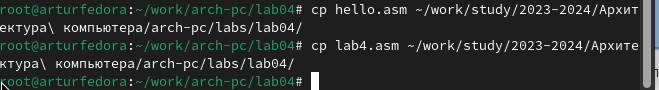 root@arturfedora:~/work/arch-pc/lab04# cp hello.asm ~/work/study/2023-2024/Архит
ектура\ компьютера/arch-pc/labs/lab04/
root@arturfedora:~/work/arch-pc/lab04# cp lab4.asm ~/work/study/2023-2024/Архите
ктура\ компьютера/arch-pc/labs/lab04/
root@arturfedora:~/work/arch-pc/lab04#